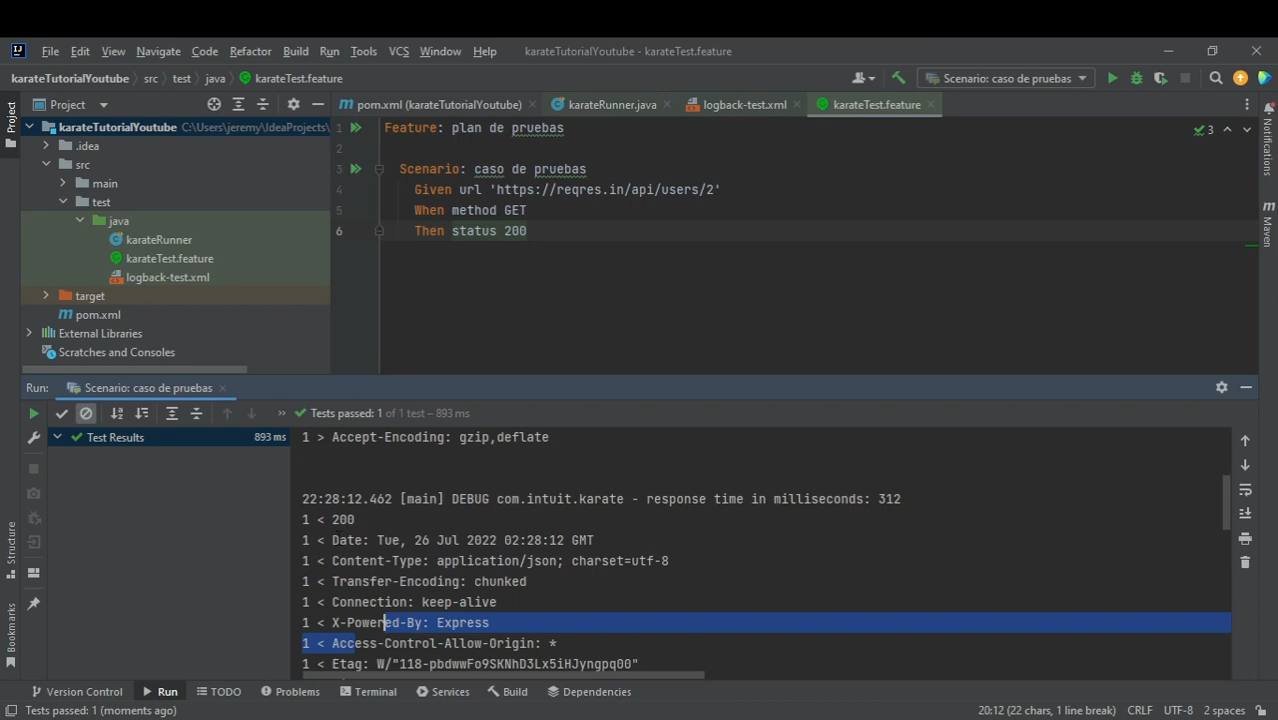 File Edit View Navigate Code Refactor Build Run Tools VCS Window Help karateTutorialYoutube - karateTest.feature
karateTutorialYoutube src test java karateTest.feature Scenario: caso de pruebas
Project
Project
pom.xml (karateTutorialYoutube) karateRunner.java logback-test.xml karateTest.feature
karateTutorialYoutube C:\Users\jeremy\IdeaProjects\
.idea
src
main
test
java
karateRunner
karateTest.feature
logback-test.xml
target
pom.xml
External Libraries
Scratches and Consoles
1 Feature: plan de pruebas
2
3 Scenario: caso de pruebas
4 Given url 'https://reqres.in/api/users/2'
5 When method GET
6 Then status 200
3
Notifications
Maven
Run: Scenario: caso de pruebas
Tests passed: 1 of 1 test – 893 ms
Test Results 893 ms
1 > Accept-Encoding: gzip,deflate
22:28:12.462 [main] DEBUG com.intuit.karate - response time in milliseconds: 312
1 < 200
1 < Date: Tue, 26 Jul 2022 02:28:12 GMT
1 < Content-Type: application/json; charset=utf-8
1 < Transfer-Encoding: chunked
1 < Connection: keep-alive
1 < X-Powered-By: Express
1 < Access-Control-Allow-Origin: *
1 < Etag: W/"118-pbdwwFo9SKNhD3Lx5iHJyngpq00"
Structure
Bookmarks
Version Control Run TODO Problems Terminal Services Build Dependencies
Tests passed: 1 (moments ago) 20:12 (22 chars, 1 line break) CRLF UTF-8 2 spaces